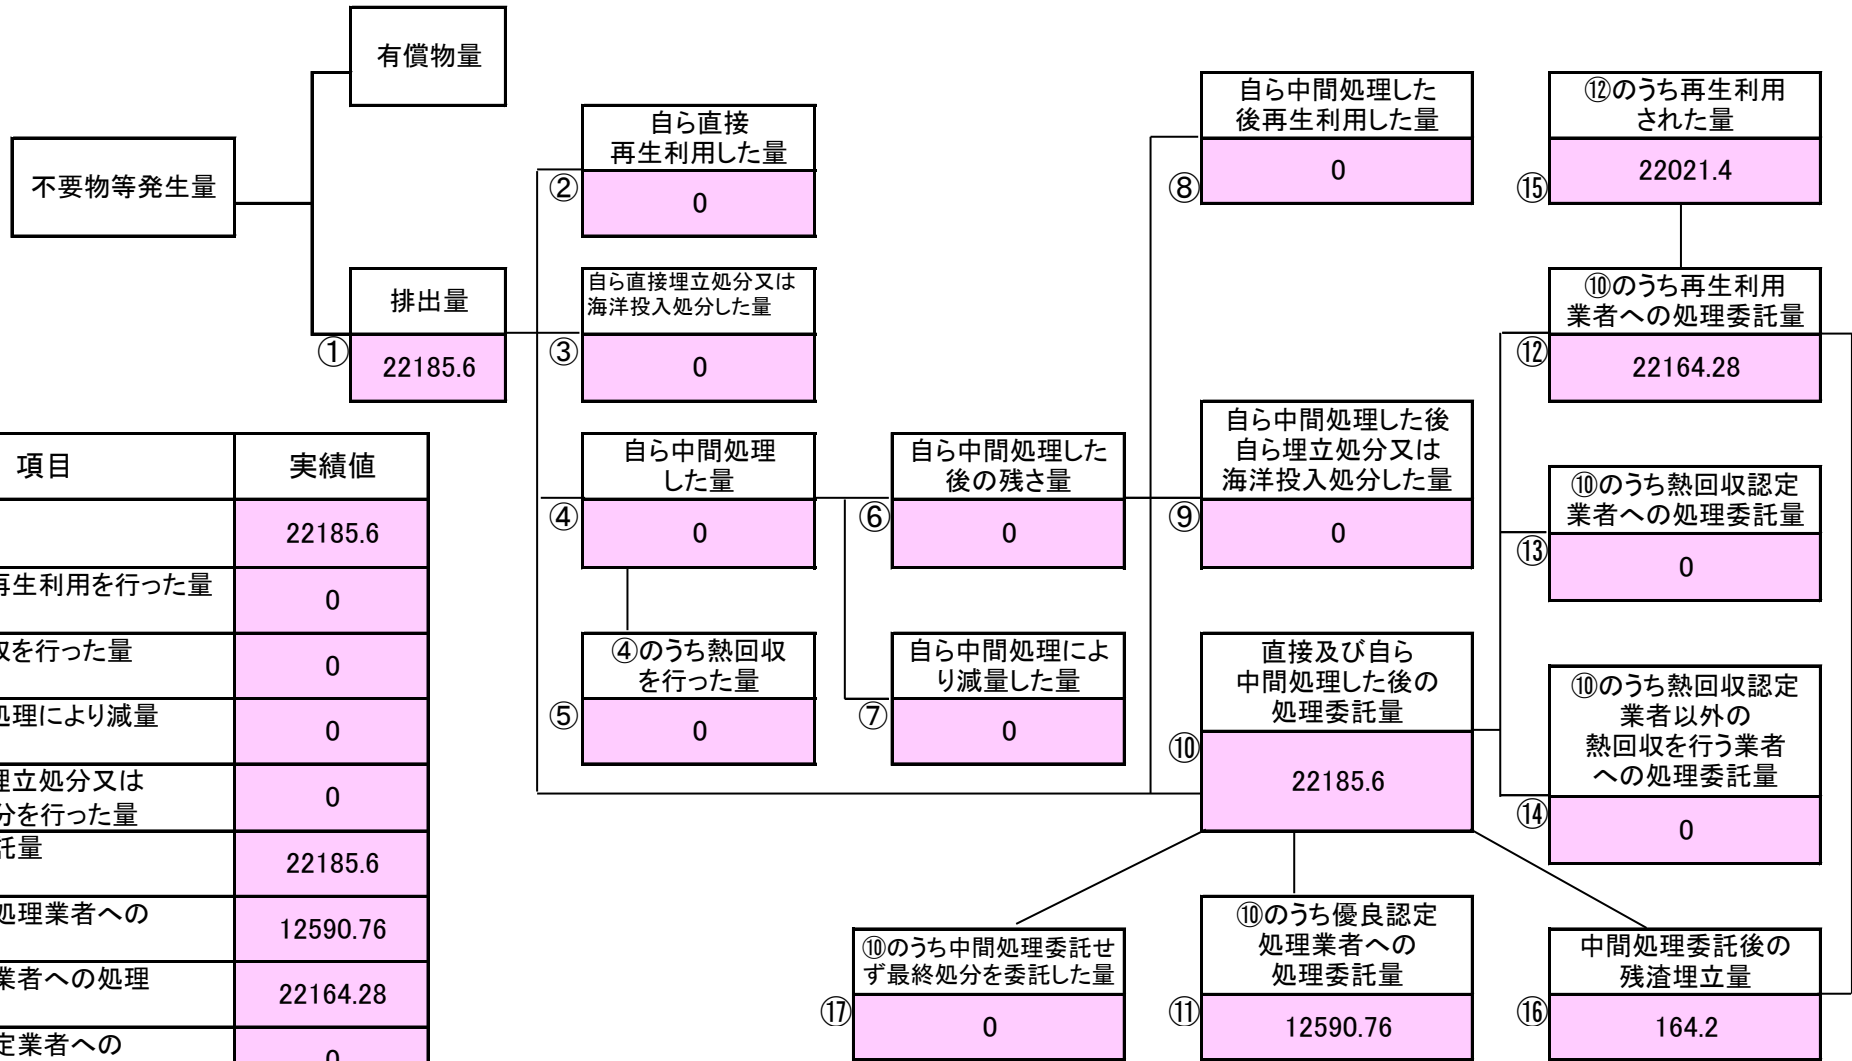 有償物量
不要物等発生量
排出量
①
22185.6
自ら直接
再生利用した量
②
0
自ら直接埋立処分又は
海洋投入処分した量
③
0
自ら中間処理
した量
④
0
④のうち熱回収
を行った量
⑤
0
自ら中間処理した
後の残さ量
⑥
0
自ら中間処理によ
り減量した量
⑦
0
自ら中間処理した
後再生利用した量
⑧
0
自ら中間処理した後
自ら埋立処分又は
海洋投入処分した量
⑨
0
直接及び自ら
中間処理した後の
処理委託量
⑩
22185.6
⑫のうち再生利用
された量
⑮
22021.4
⑩のうち再生利用
業者への処理委託量
⑫
22164.28
⑩のうち熱回収認定
業者への処理委託量
⑬
0
⑩のうち熱回収認定
業者以外の
熱回収を行う業者
への処理委託量
⑭
0
⑩のうち中間処理委託せ
ず最終処分を委託した量
⑰
0
⑩のうち優良認定
処理業者への
処理委託量
⑪
12590.76
中間処理委託後の
残渣埋立量
⑯
164.2
項目 実績値
22185.6
再生利用を行った量 0
を行った量 0
処理により減量 0
埋立処分又は
を行った量 0
託量 22185.6
処理業者への 12590.76
業者への処理 22164.28
定業者への 0